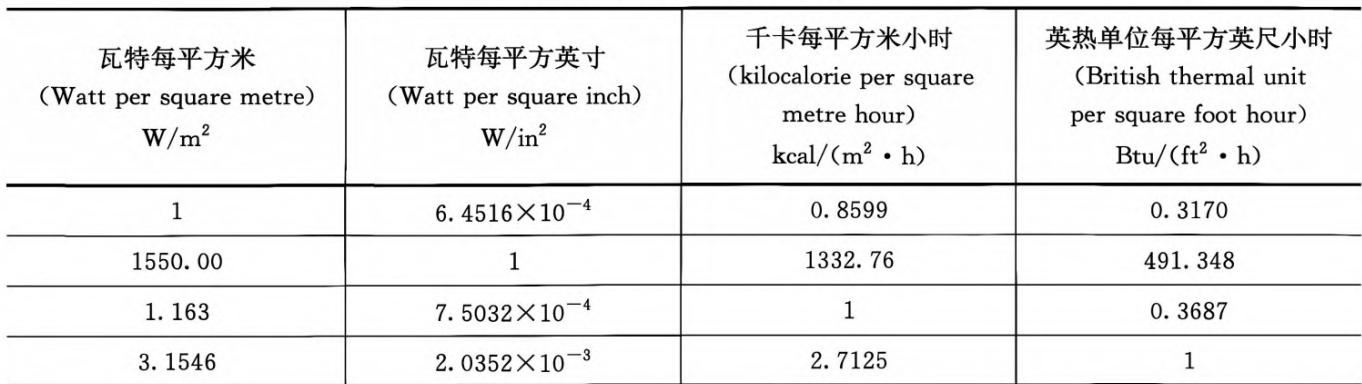 瓦特每平方米
(Watt per square metre)
W/m²
瓦特每平方英寸
(Watt per square inch)
W/in²
千卡每平方米小时
(kilocalorie per square
metre hour)
kcal/(m²・h)
英热单位每平方英尺小时
(British thermal unit
per square foot hour)
Btu/(ft²・h)
1 6.4516×10⁻⁴ 0.8599 0.3170
1550.00 1 1332.76 491.348
1.163 7.5032×10⁻⁴ 1 0.3687
3.1546 2.0352×10⁻³ 2.7125 1